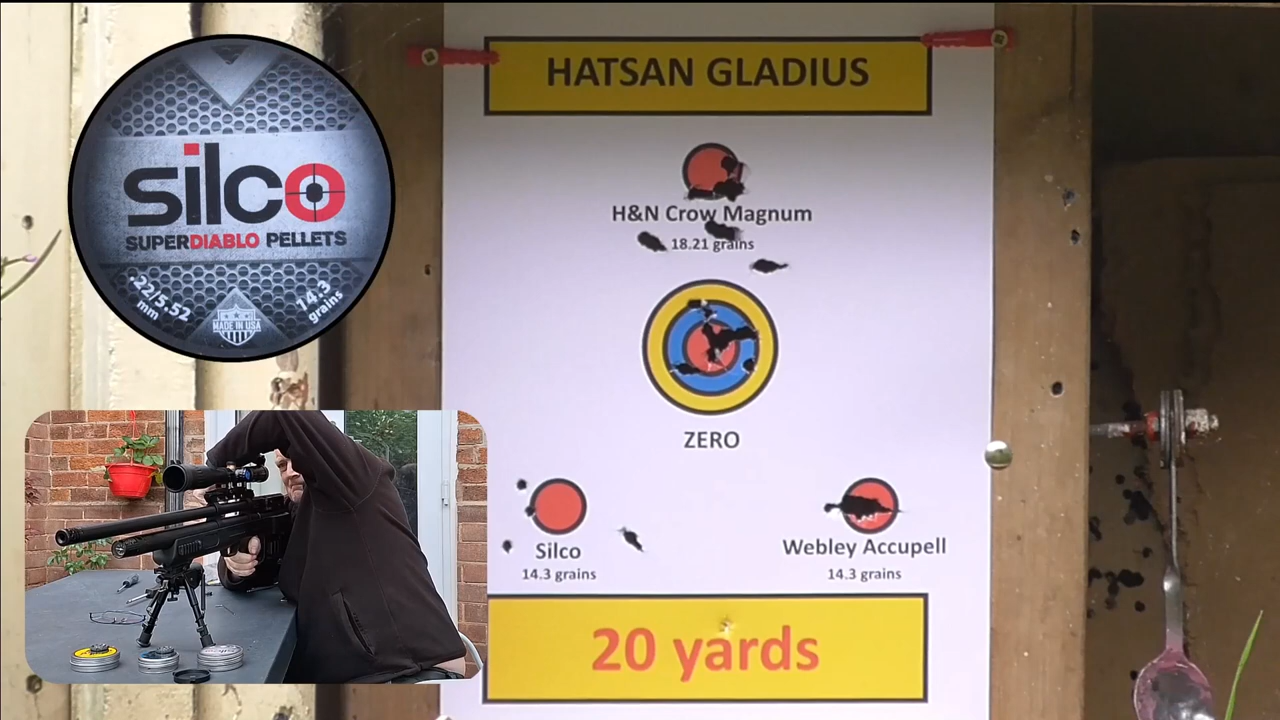 silco
SUPERDIABLO PELLETS
.22/5.52
mm
14.3
grains
MADE IN USA
HATSAN GLADIUS
H&N Crow Magnum
18.21 grains
ZERO
Silco
14.3 grains
Webley Accupell
14.3 grains
20 yards